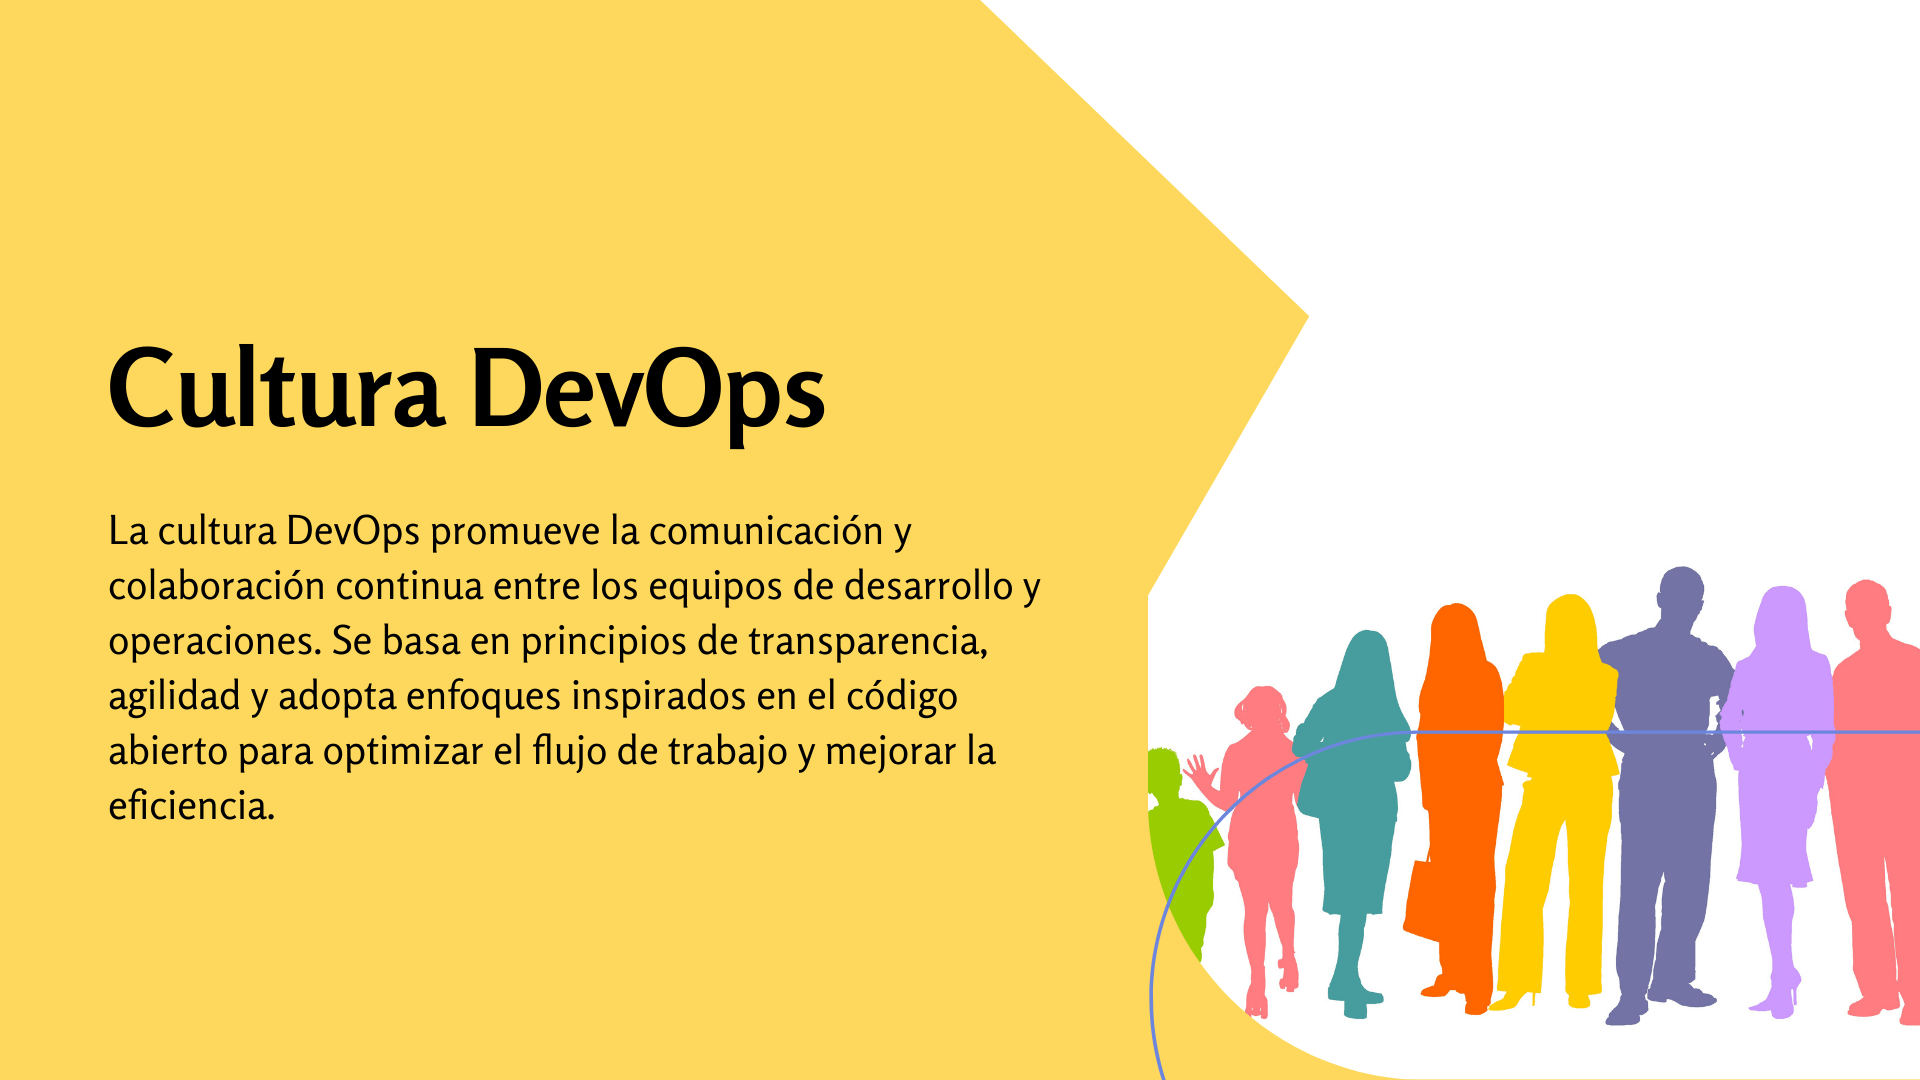 Cultura DevOps
La cultura DevOps promueve la comunicación y
colaboración continua entre los equipos de desarrollo y
operaciones. Se basa en principios de transparencia,
agilidad y adopta enfoques inspirados en el código
abierto para optimizar el flujo de trabajo y mejorar la
eficiencia.